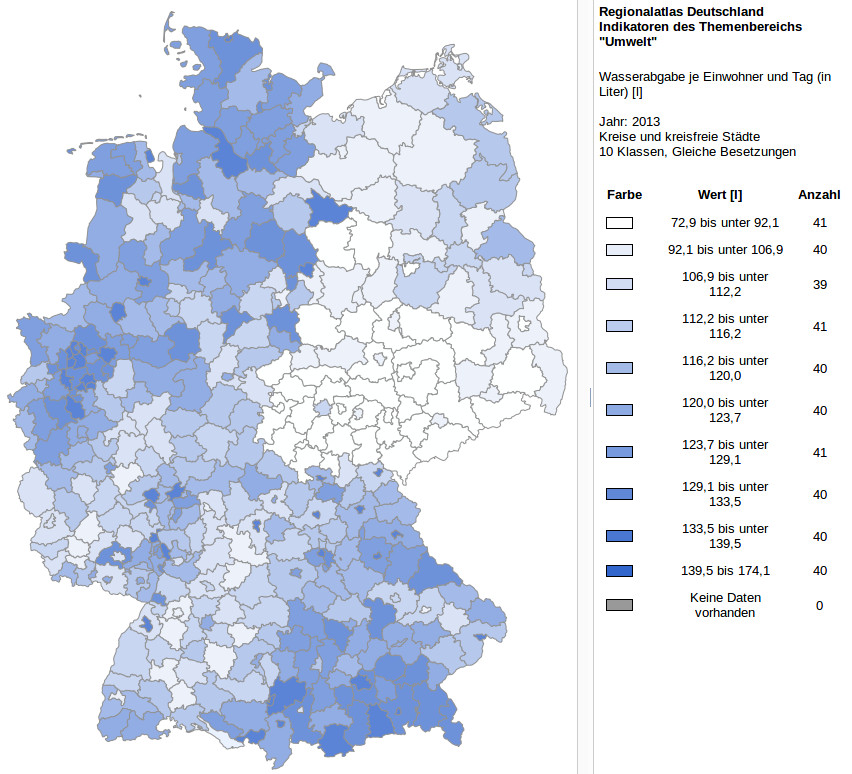 Regionalatlas Deutschland
Indikatoren des Themenbereichs
"Umwelt"
Wasserabgabe je Einwohner und Tag (in
Liter) [l]
Jahr: 2013
Kreise und kreisfreie Städte
10 Klassen, Gleiche Besetzungen
Farbe Wert [l] Anzahl
72,9 bis unter 92,1 41
92,1 bis unter 106,9 40
106,9 bis unter
112,2 39
112,2 bis unter
116,2 41
116,2 bis unter
120,0 40
120,0 bis unter
123,7 40
123,7 bis unter
129,1 41
129,1 bis unter
133,5 40
133,5 bis unter
139,5 40
139,5 bis 174,1 40
Keine Daten
vorhanden 0